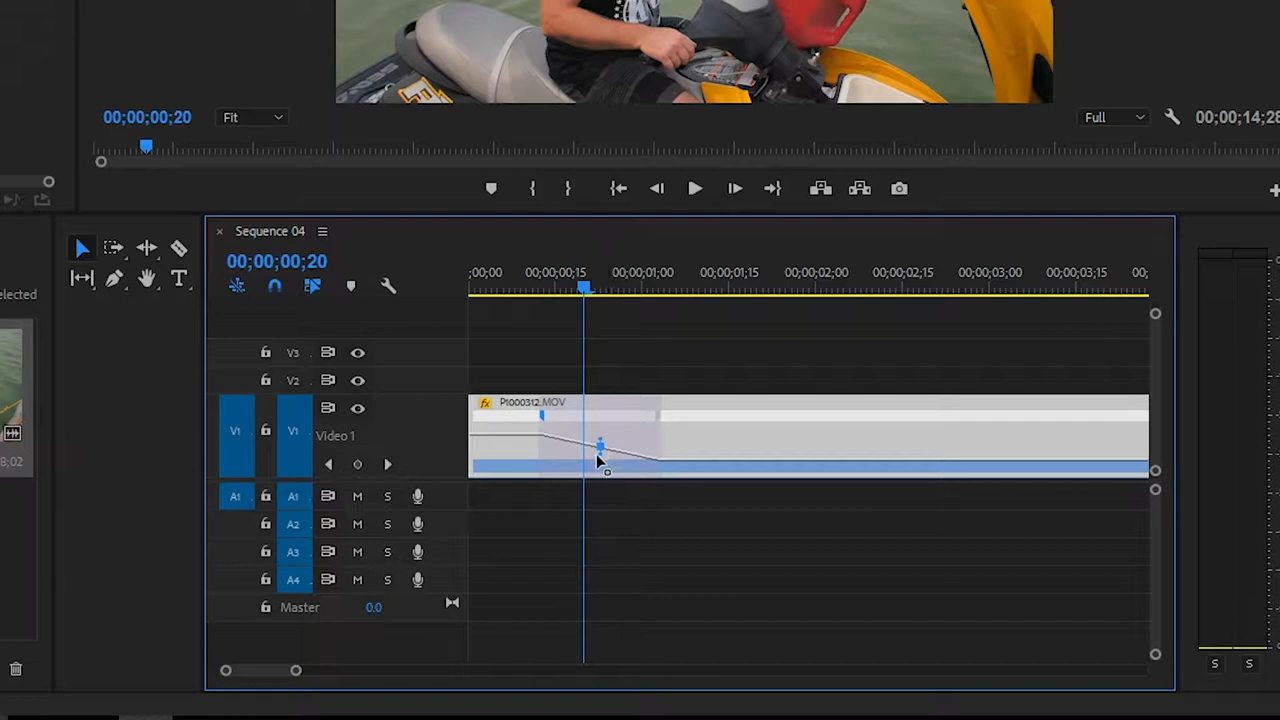 00;00;00;20
Fit
Full
00;00;14;28
Sequence 04
00;00;00;20
;00;00
00;00;00;15
00;00;01;00
00;00;01;15
00;00;02;00
00;00;02;15
00;00;03;00
00;00;03;15
00;
elected
V3
V2
fx P1000312.MOV
V1
V1
Video 1
8;02
A1
A1
M
S
A2
M
S
A3
M
S
A4
M
S
Master
0.0
S
S